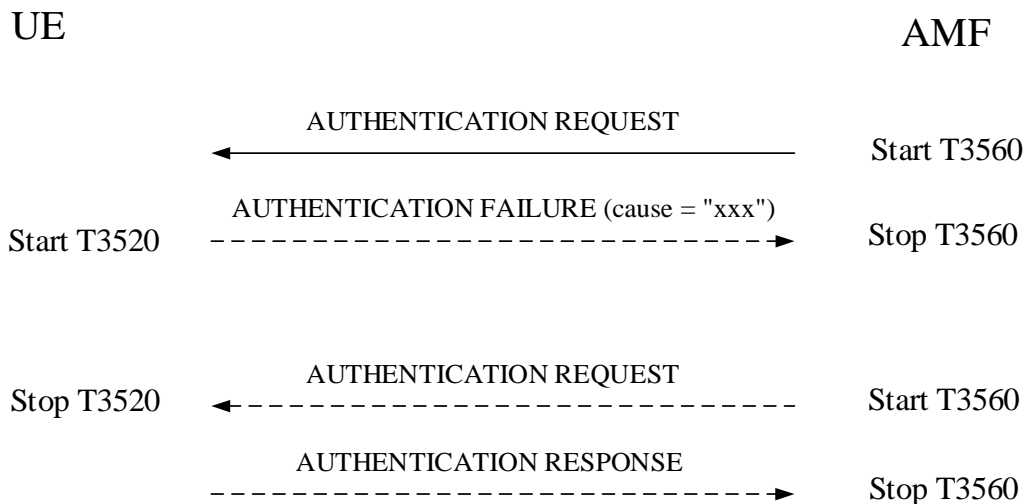 UE
AMF
AUTHENTICATION REQUEST
Start T3560
AUTHENTICATION FAILURE (cause = "xxx")
Start T3520
Stop T3560
AUTHENTICATION REQUEST
Stop T3520
Start T3560
AUTHENTICATION RESPONSE
Stop T3560